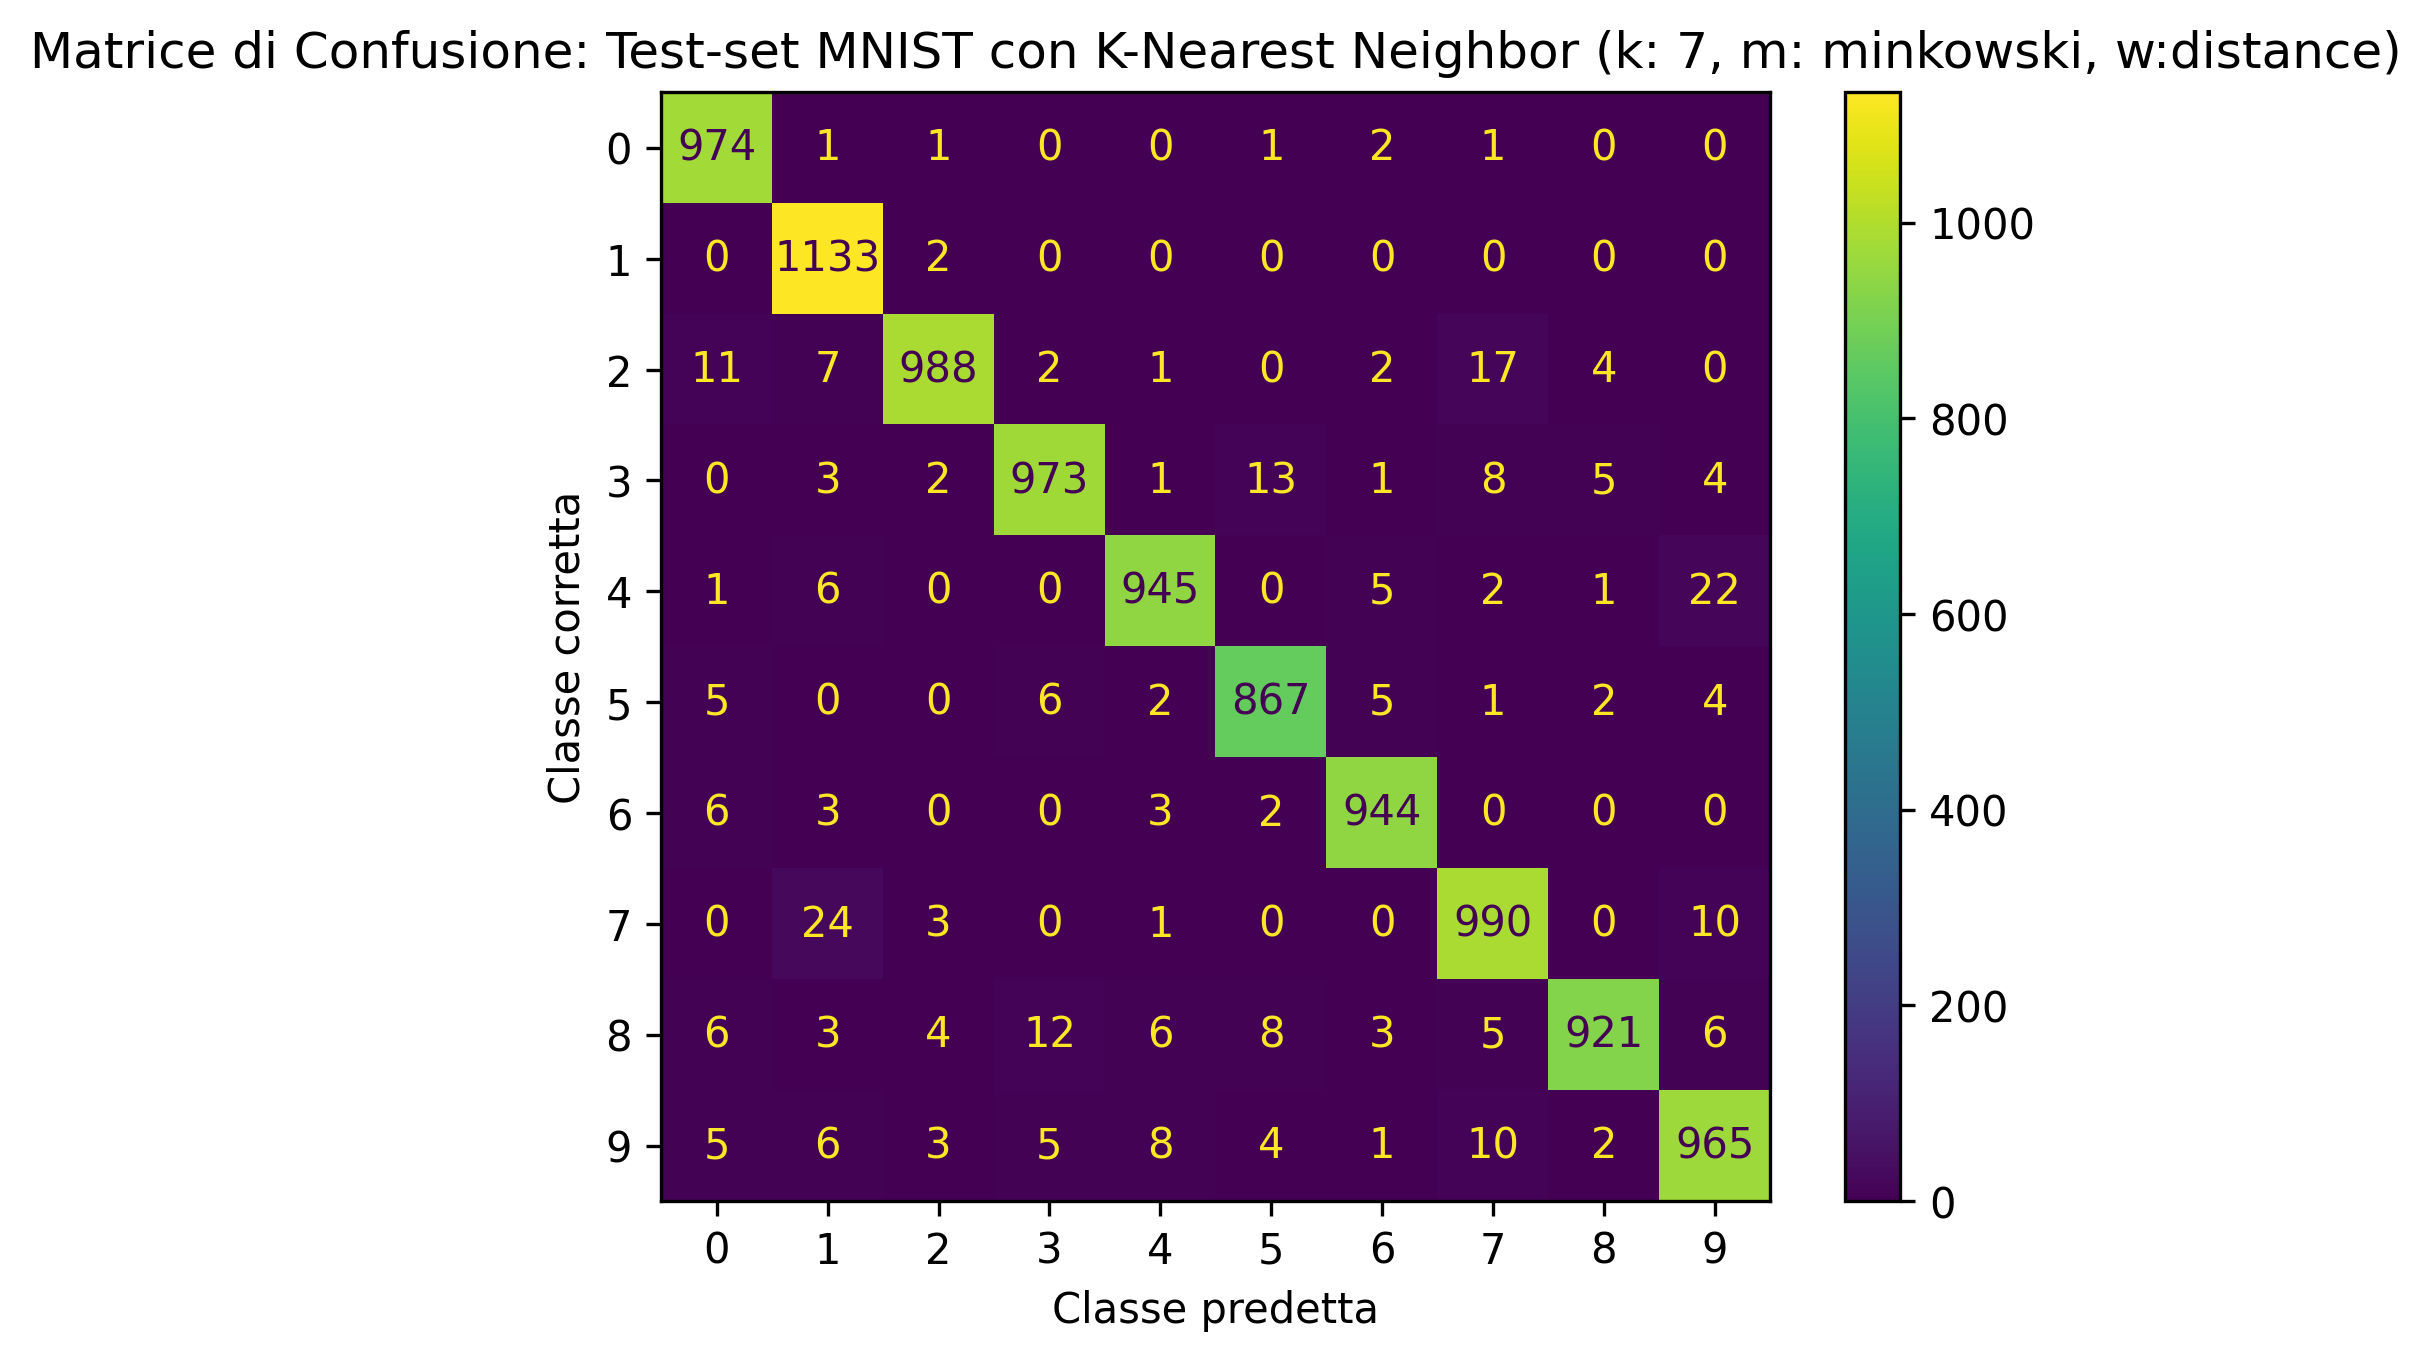 Matrice di Confusione: Test-set MNIST con K-Nearest Neighbor (k: 7, m: minkowski, w:distance)
Classe corretta
0 974 1 1 0 0 1 2 1 0 0
1 0 1133 2 0 0 0 0 0 0 0
2 11 7 988 2 1 0 2 17 4 0
3 0 3 2 973 1 13 1 8 5 4
4 1 6 0 0 945 0 5 2 1 22
5 5 0 0 6 2 867 5 1 2 4
6 6 3 0 0 3 2 944 0 0 0
7 0 24 3 0 1 0 0 990 0 10
8 6 3 4 12 6 8 3 5 921 6
9 5 6 3 5 8 4 1 10 2 965
0 1 2 3 4 5 6 7 8 9
Classe predetta
1000
800
600
400
200
0